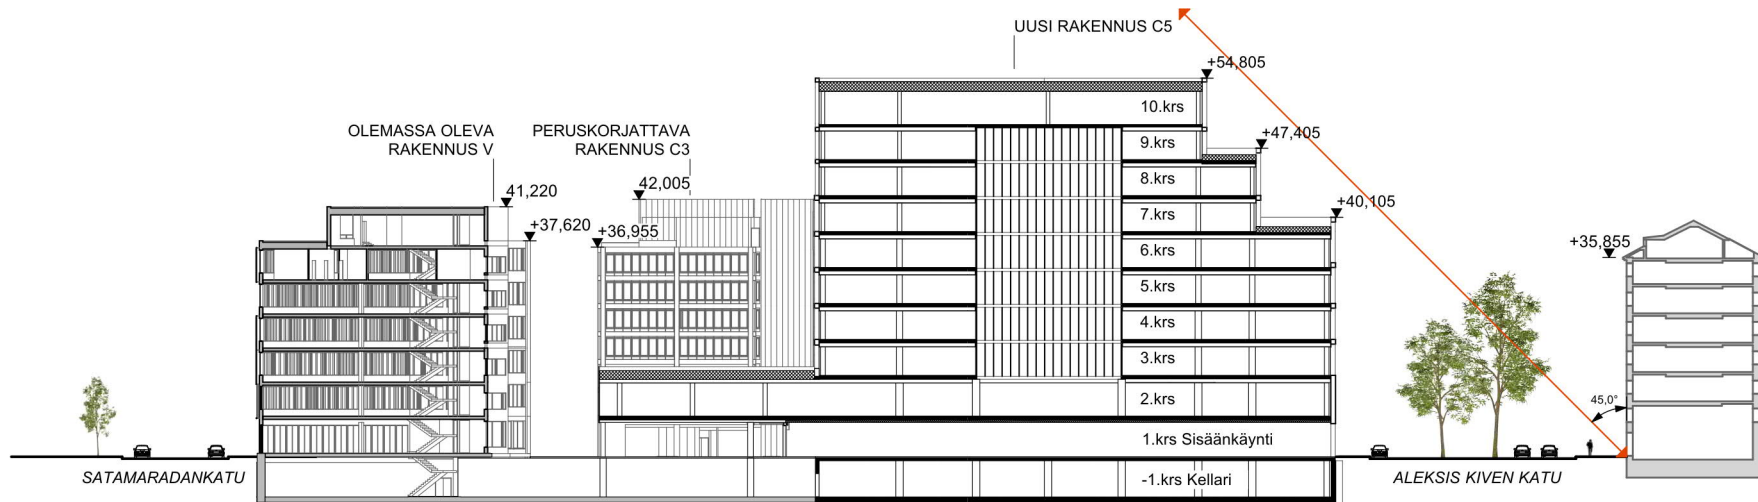 UUSI RAKENNUS C5
+54,805
10.krs
OLEMASSA OLEVA
RAKENNUS V
PERUSKORJATTAVA
RAKENNUS C3
9.krs
+47,405
8.krs
41,220
42,005
7.krs
+40,105
+37,620
+36,955
6.krs
+35,855
5.krs
4.krs
3.krs
2.krs
45,0°
1.krs Sisäänkäynti
SATAMARADANKATU
-1.krs Kellari
ALEKSIS KIVEN KATU